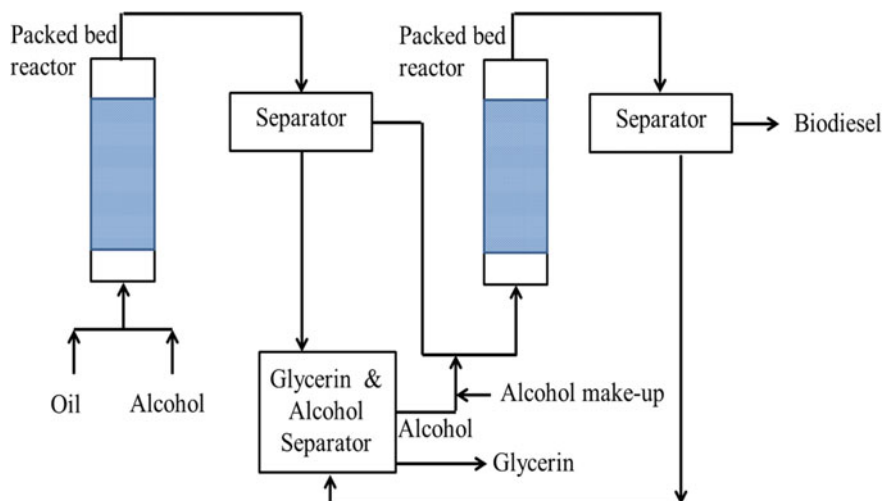 Packed bed
reactor
Packed bed
reactor
Separator
Separator
Biodiesel
Oil
Alcohol
Glycerin & 
Alcohol
Separator
Alcohol make-up
Alcohol
Glycerin